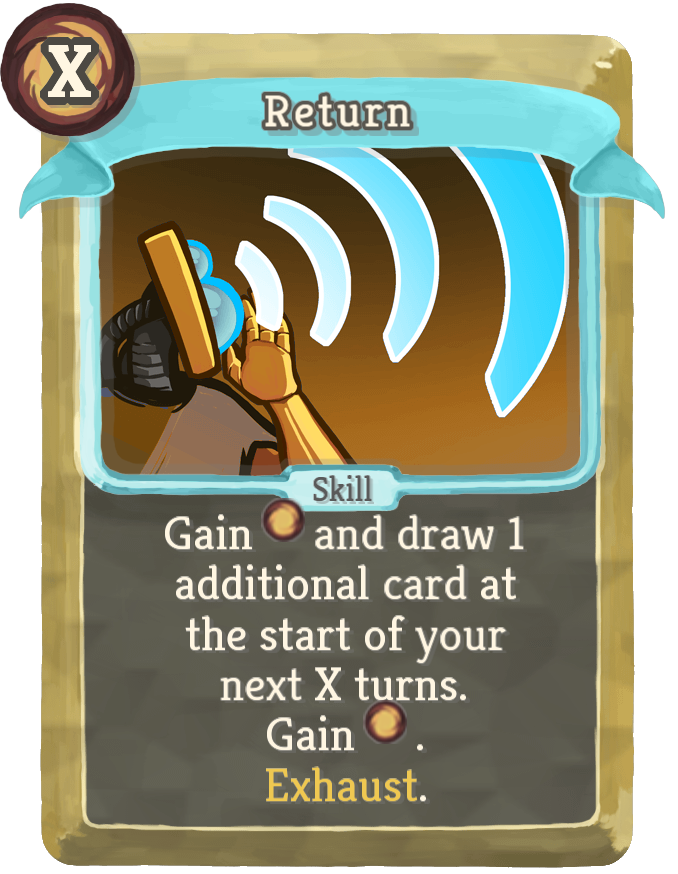 X
Return
Skill
Gain and draw 1
additional card at
the start of your
next X turns.
Gain .
Exhaust.